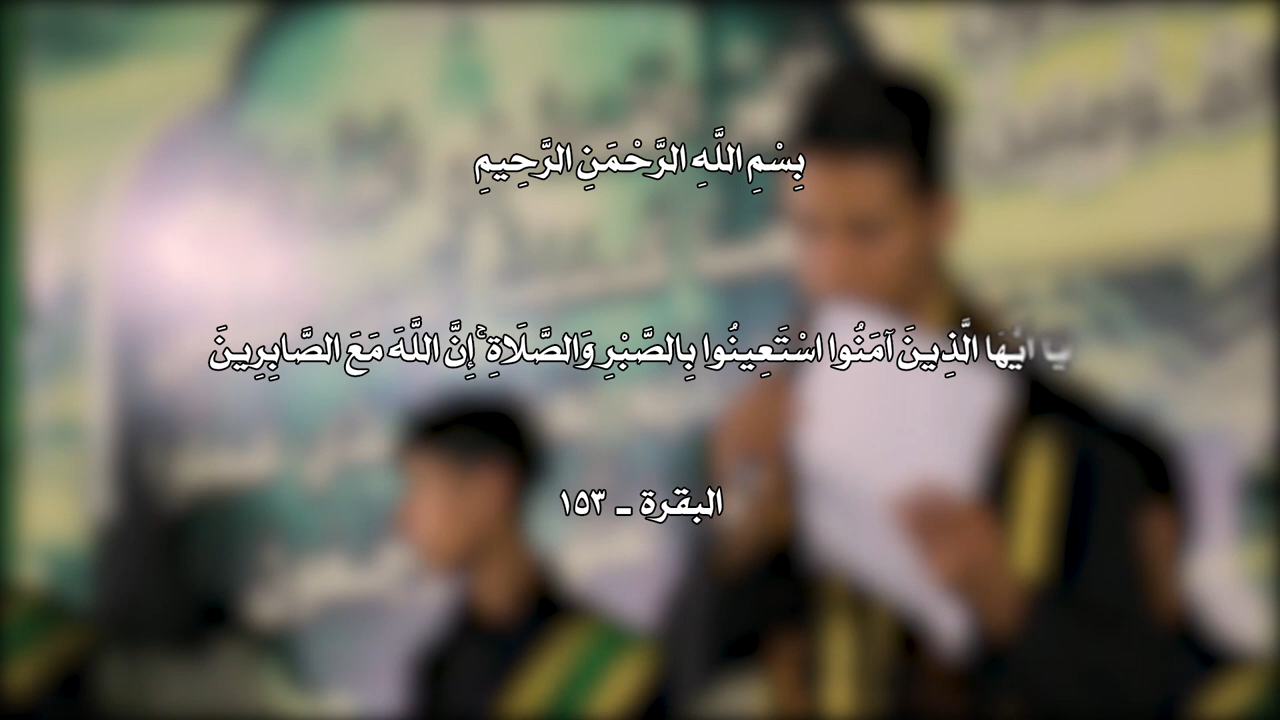 بِسْمِ اللَّهِ الرَّحْمَنِ الرَّحِيمِ
يَا أَيُّهَا الَّذِينَ آمَنُوا اسْتَعِينُوا بِالصَّبْرِ وَالصَّلَاةِ ۚ إِنَّ اللَّهَ مَعَ الصَّابِرِينَ
البقرة ـ ١٥٣